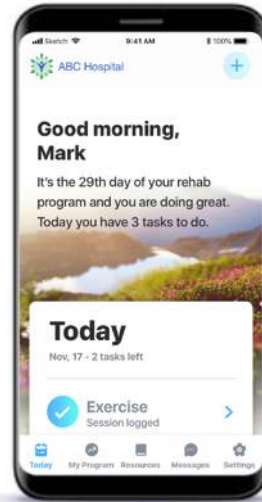 Sketch 9:41 AM 100%
ABC Hospital
Good morning,
Mark
It's the 29th day of your rehab
program and you are doing great.
Today you have 3 tasks to do.
Today
Nov, 17 - 2 tasks left
Exercise
Session logged
Today My Program Resources Messages Settings